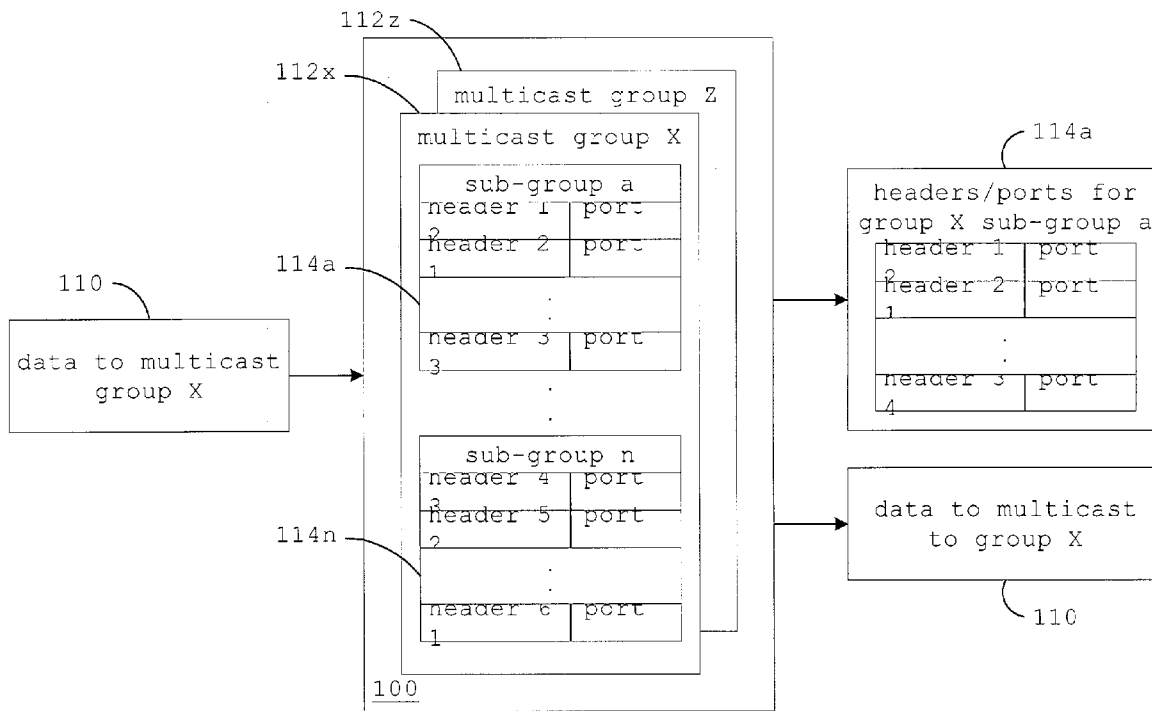 112z
112x
multicast group Z
multicast group X
sub-group a
header 1 port
2
header 2 port
1
114a
header 3 port
3
110
data to multicast
group X
sub-group n
header 4 port
3
header 5 port
2
114n
header 6 port
1
100
114a
headers/ports for
group X sub-group a
header 1 port
2
header 2 port
1
header 3 port
4
data to multicast
to group X
110